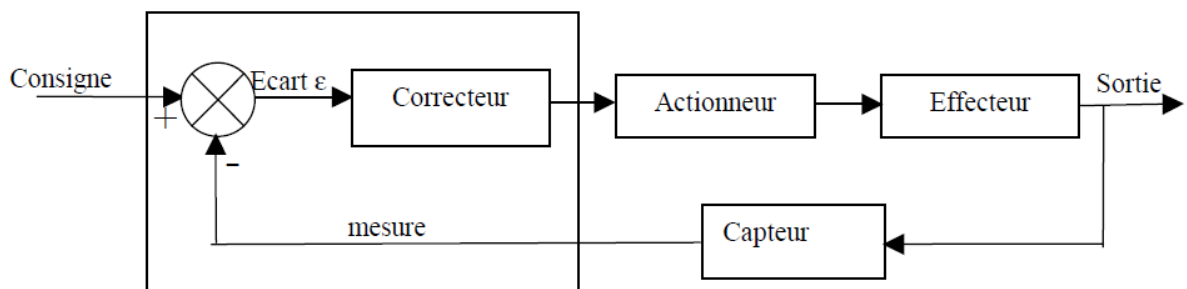 Consigne
+
Ecart ε
Correcteur
Actionneur
Effecteur
Sortie
-
mesure
Capteur